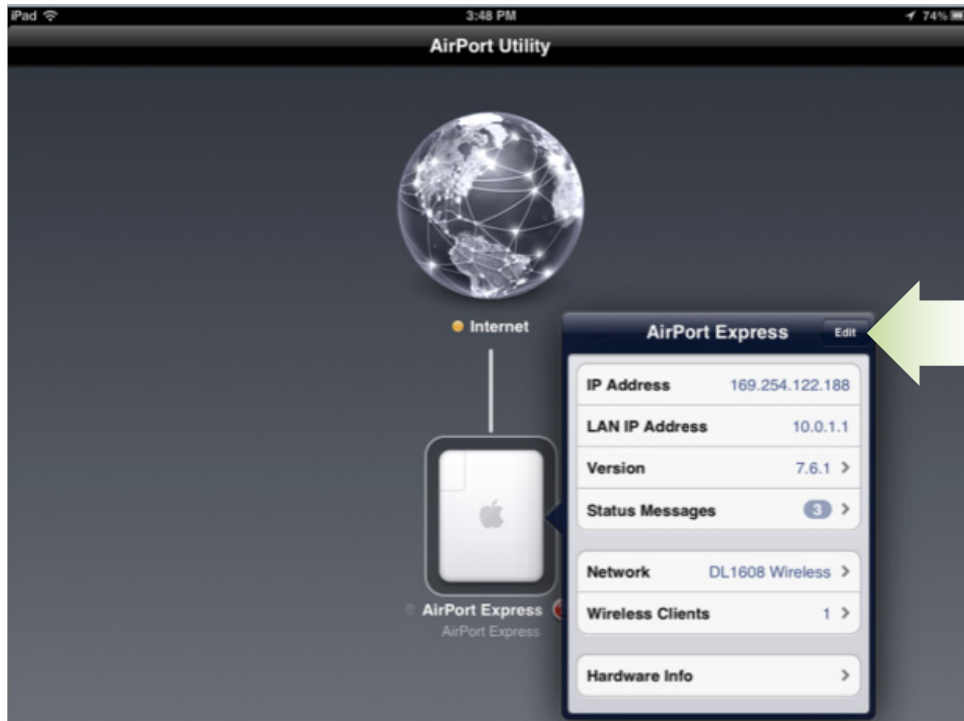 iPad 3:48 PM 74%
AirPort Utility
Internet
AirPort Express Edit
IP Address 169.254.122.188
LAN IP Address 10.0.1.1
Version 7.6.1 >
Status Messages 3 >
Network DL1608 Wireless >
Wireless Clients 1 >
Hardware Info >
AirPort Express
AirPort Express